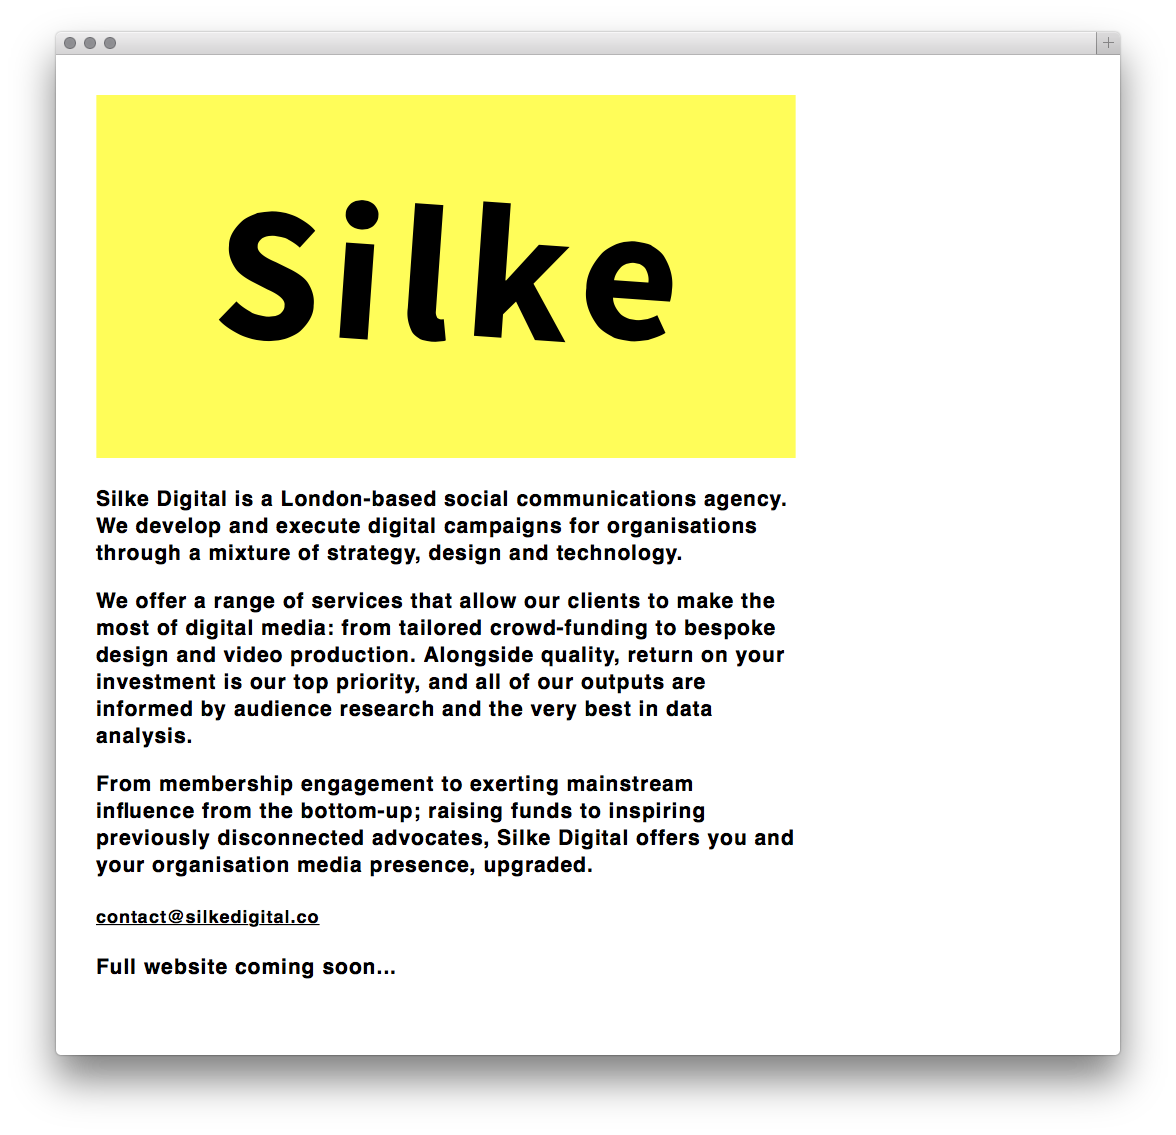 Silke
Silke Digital is a London-based social communications agency.
We develop and execute digital campaigns for organisations
through a mixture of strategy, design and technology.
We offer a range of services that allow our clients to make the
most of digital media: from tailored crowd-funding to bespoke
design and video production. Alongside quality, return on your
investment is our top priority, and all of our outputs are
informed by audience research and the very best in data
analysis.
From membership engagement to exerting mainstream
influence from the bottom-up; raising funds to inspiring
previously disconnected advocates, Silke Digital offers you and
your organisation media presence, upgraded.
contact@silkedigital.co
Full website coming soon...